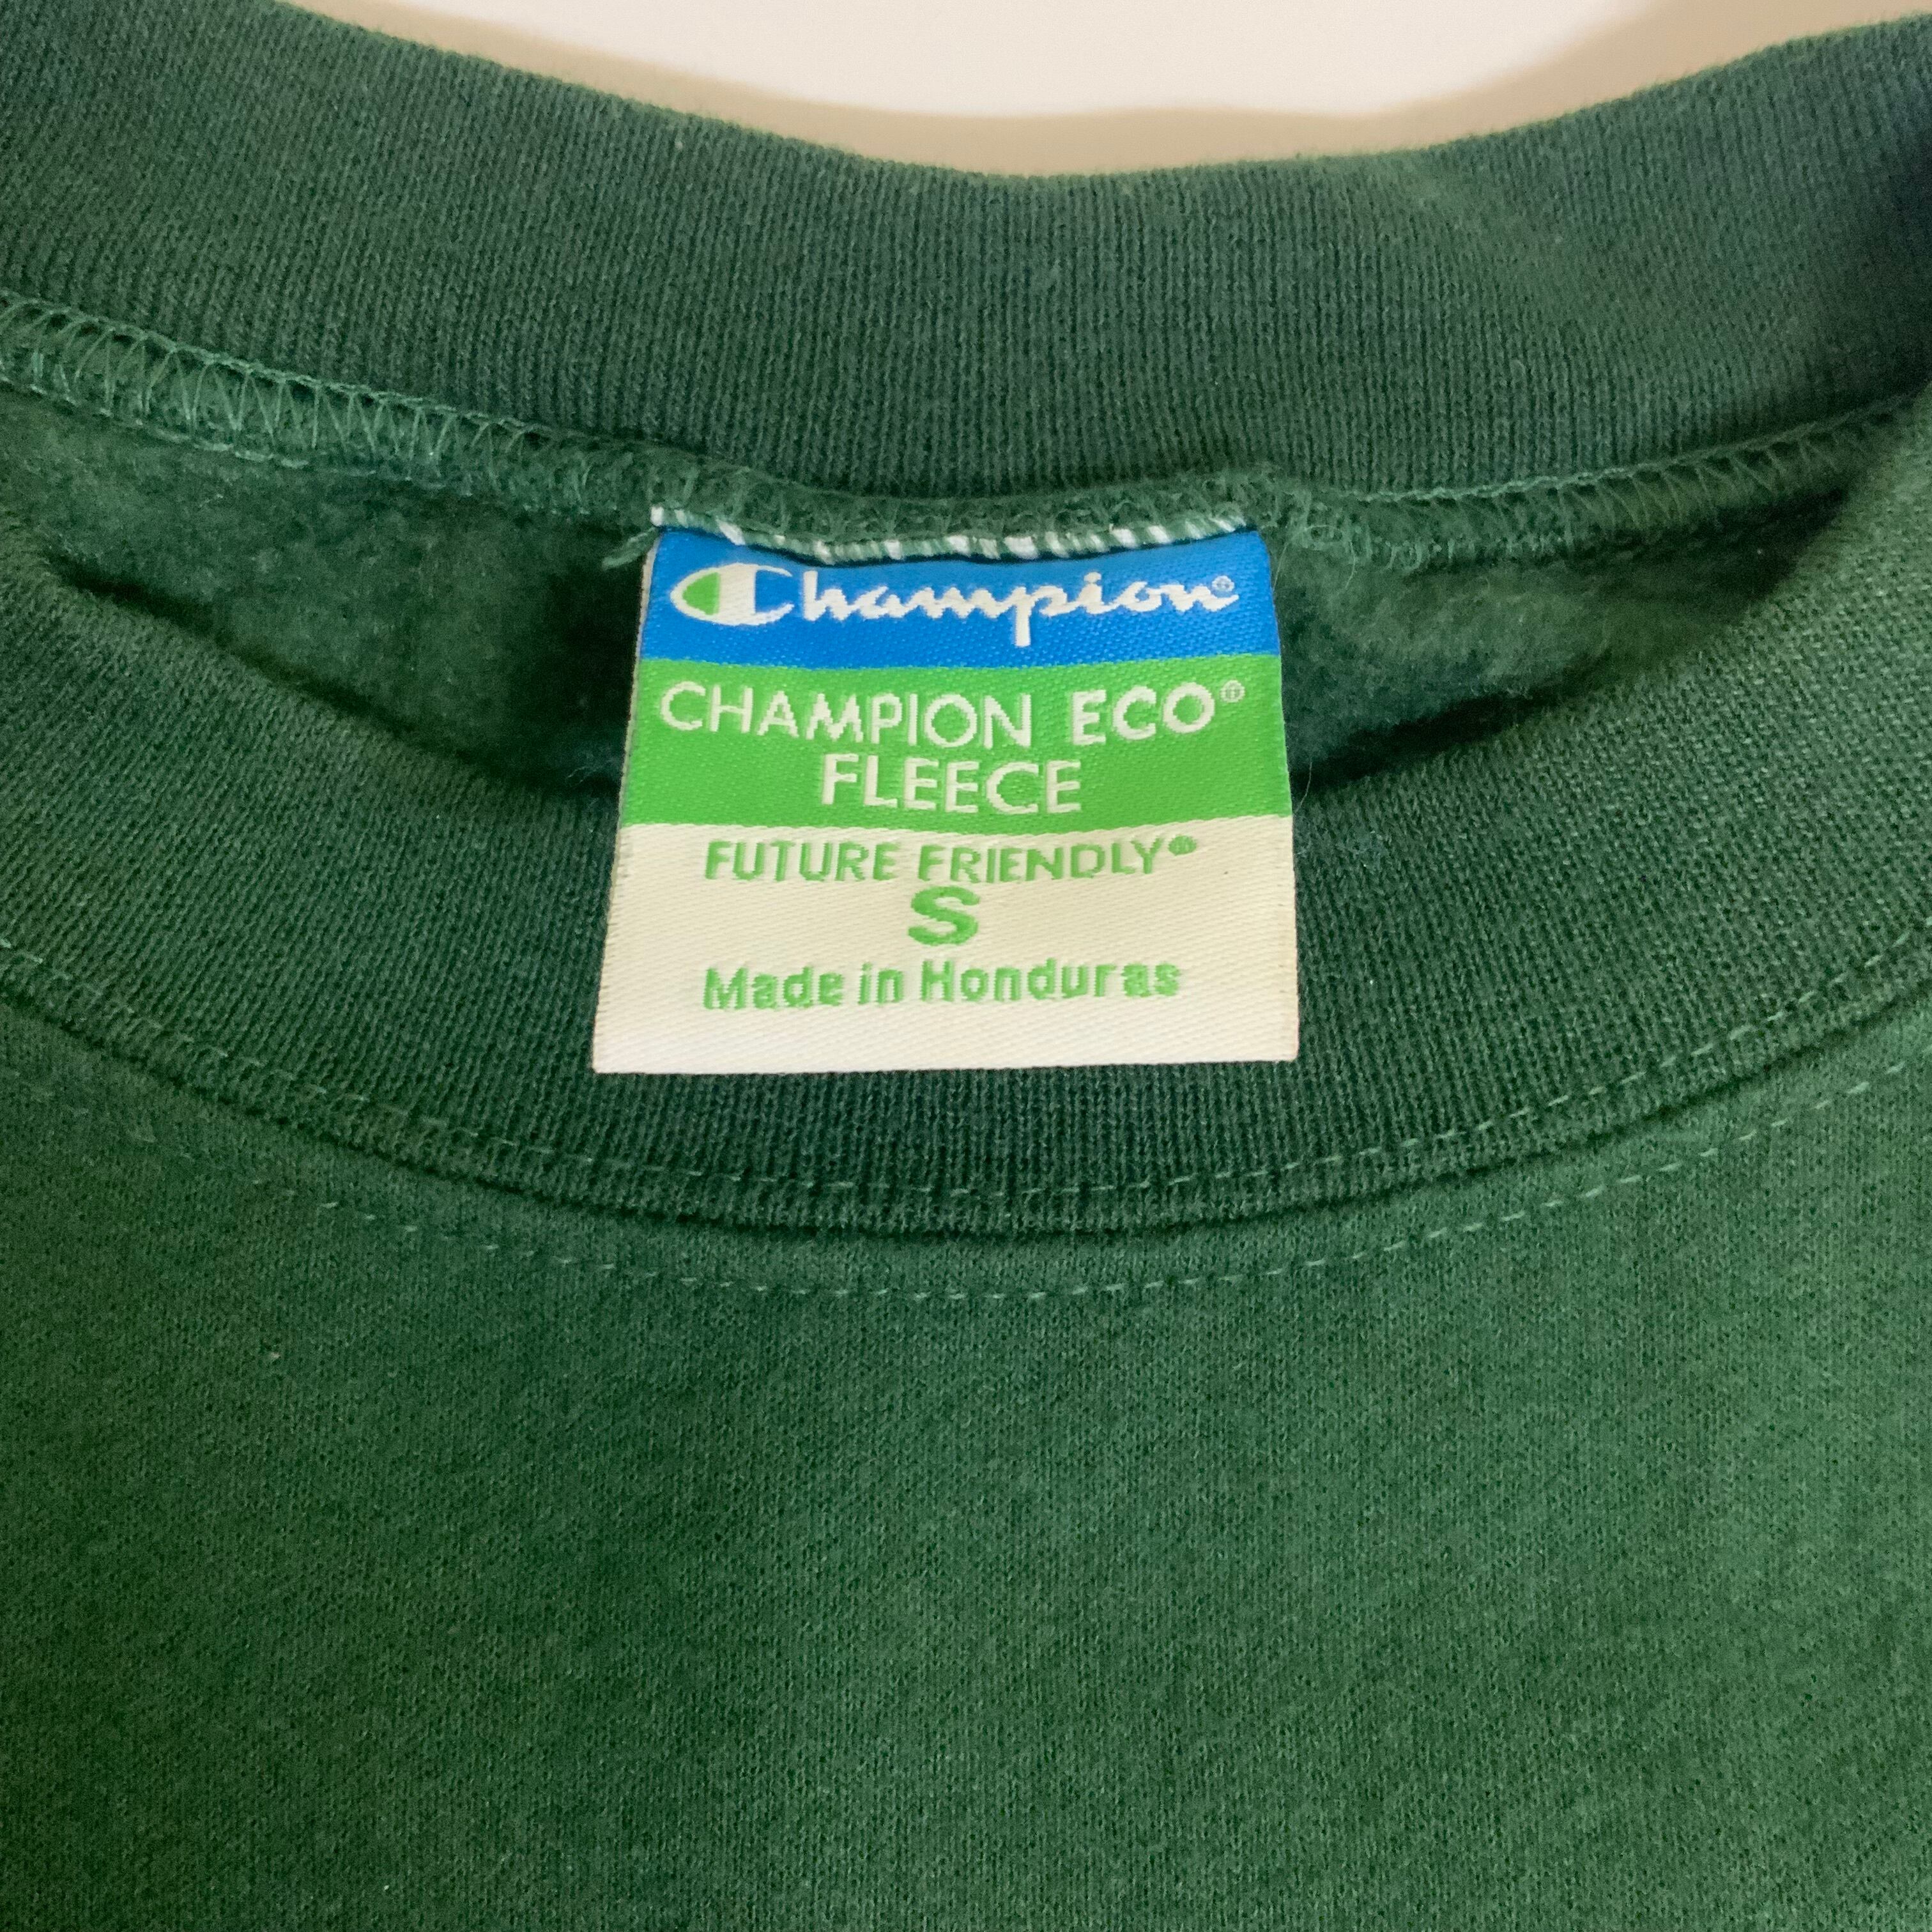 Champion®
CHAMPION ECO®
FLEECE
FUTURE FRIENDLY®
S
Made in Honduras